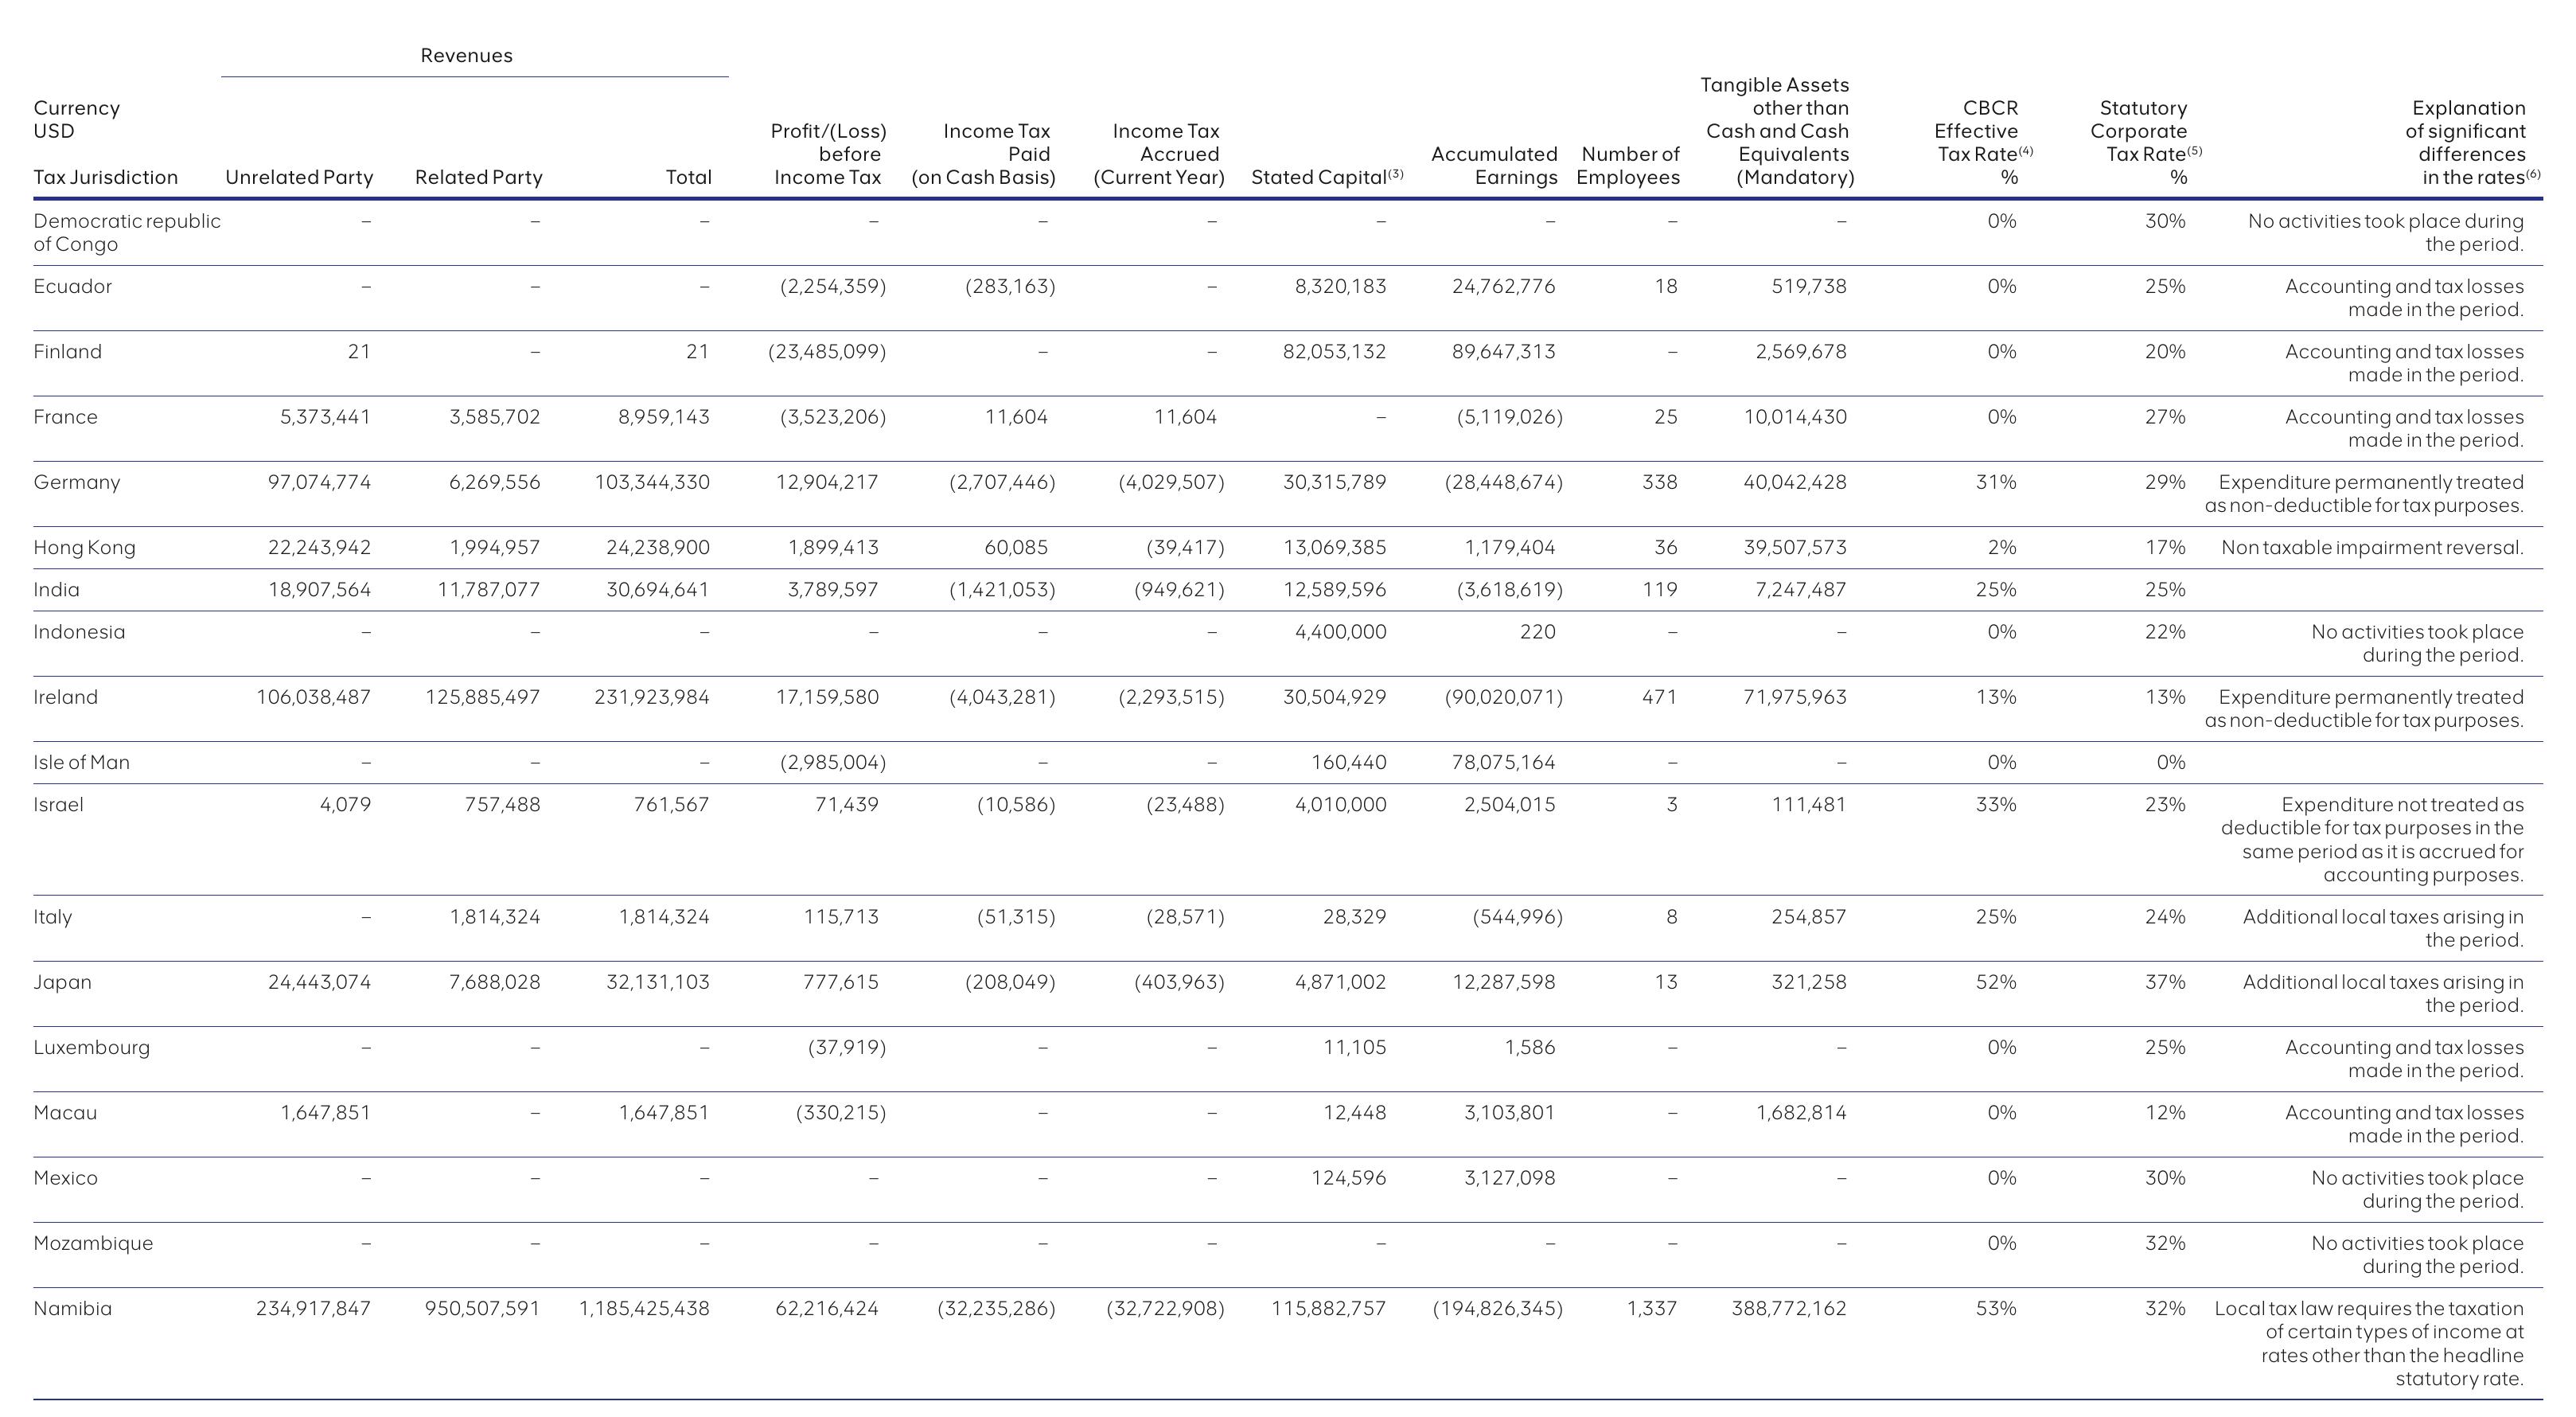 Revenues
Currency
USD
Tax Jurisdiction Unrelated Party Related Party Total Profit/(Loss) before Income Tax Income Tax Paid (on Cash Basis) Income Tax Accrued (Current Year) Stated Capital(3) Accumulated Earnings Number of Employees Tangible Assets other than Cash and Cash Equivalents (Mandatory) CBCR Effective Tax Rate(4) % Statutory Corporate Tax Rate(5) % Explanation of significant differences in the rates(6)
Democratic republic – – – – – – – – – – 0% 30% No activities took place during
of Congo the period.
Ecuador – – – (2,254,359) (283,163) – 8,320,183 24,762,776 18 519,738 0% 25% Accounting and tax losses
made in the period.
Finland 21 – 21 (23,485,099) – – 82,053,132 89,647,313 – 2,569,678 0% 20% Accounting and tax losses
made in the period.
France 5,373,441 3,585,702 8,959,143 (3,523,206) 11,604 11,604 – (5,119,026) 25 10,014,430 0% 27% Accounting and tax losses
made in the period.
Germany 97,074,774 6,269,556 103,344,330 12,904,217 (2,707,446) (4,029,507) 30,315,789 (28,448,674) 338 40,042,428 31% 29% Expenditure permanently treated
as non-deductible for tax purposes.
Hong Kong 22,243,942 1,994,957 24,238,900 1,899,413 60,085 (39,417) 13,069,385 1,179,404 36 39,507,573 2% 17% Non taxable impairment reversal.
India 18,907,564 11,787,077 30,694,641 3,789,597 (1,421,053) (949,621) 12,589,596 (3,618,619) 119 7,247,487 25% 25%
Indonesia – – – – – – 4,400,000 220 – – 0% 22% No activities took place
during the period.
Ireland 106,038,487 125,885,497 231,923,984 17,159,580 (4,043,281) (2,293,515) 30,504,929 (90,020,071) 471 71,975,963 13% 13% Expenditure permanently treated
as non-deductible for tax purposes.
Isle of Man – – – (2,985,004) – – 160,440 78,075,164 – – 0% 0%
Israel 4,079 757,488 761,567 71,439 (10,586) (23,488) 4,010,000 2,504,015 3 111,481 33% 23% Expenditure not treated as
deductible for tax purposes in the
same period as it is accrued for
accounting purposes.
Italy – 1,814,324 1,814,324 115,713 (51,315) (28,571) 28,329 (544,996) 8 254,857 25% 24% Additional local taxes arising in
the period.
Japan 24,443,074 7,688,028 32,131,103 777,615 (208,049) (403,963) 4,871,002 12,287,598 13 321,258 52% 37% Additional local taxes arising in
the period.
Luxembourg – – – (37,919) – – 11,105 1,586 – – 0% 25% Accounting and tax losses
made in the period.
Macau 1,647,851 – 1,647,851 (330,215) – – 12,448 3,103,801 – 1,682,814 0% 12% Accounting and tax losses
made in the period.
Mexico – – – – – – 124,596 3,127,098 – – 0% 30% No activities took place
during the period.
Mozambique – – – – – – – – – – 0% 32% No activities took place
during the period.
Namibia 234,917,847 950,507,591 1,185,425,438 62,216,424 (32,235,286) (32,722,908) 115,882,757 (194,826,345) 1,337 388,772,162 53% 32% Local tax law requires the taxation
of certain types of income at
rates other than the headline
statutory rate.